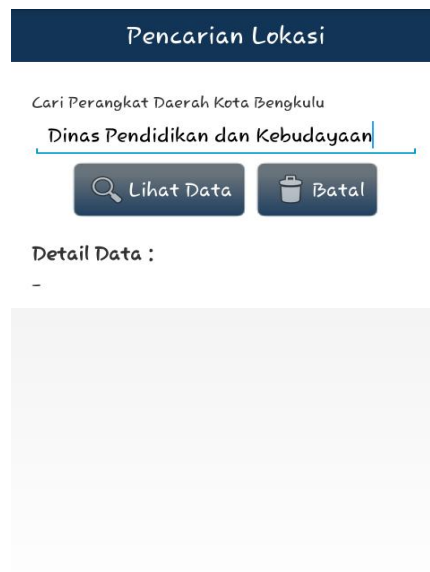 Pencarian Lokasi
Cari Perangkat Daerah Kota Bengkulu
Dinas Pendidikan dan Kebudayaan
Lihat Data Batal
Detail Data :
-